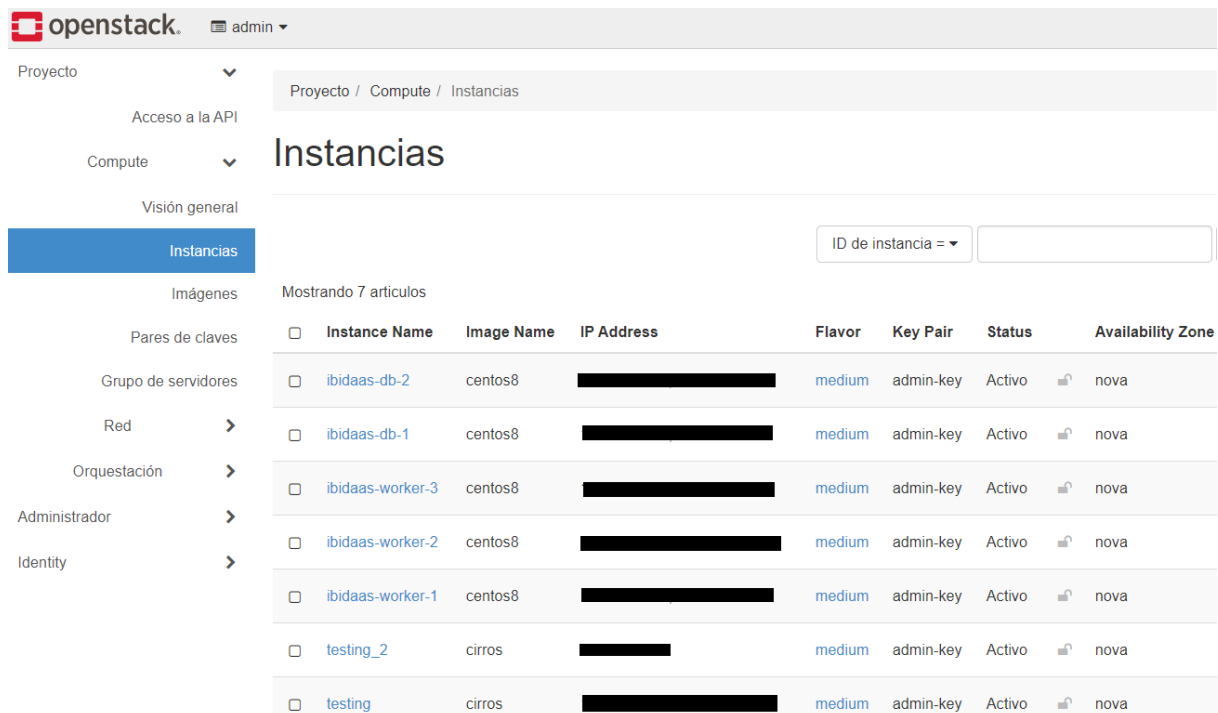 openstack. admin
Proyecto
Proyecto / Compute / Instancias
Acceso a la API
Compute
Instancias
Visión general
Instancias
ID de instancia =
Imágenes
Mostrando 7 articulos
Pares de claves
Instance Name Image Name IP Address Flavor Key Pair Status Availability Zone
Grupo de servidores
ibidaas-db-2 centos8 medium admin-key Activo nova
Red
ibidaas-db-1 centos8 medium admin-key Activo nova
Orquestación
ibidaas-worker-3 centos8 medium admin-key Activo nova
Administrador
ibidaas-worker-2 centos8 medium admin-key Activo nova
Identity
ibidaas-worker-1 centos8 medium admin-key Activo nova
testing_2 cirros medium admin-key Activo nova
testing cirros medium admin-key Activo nova